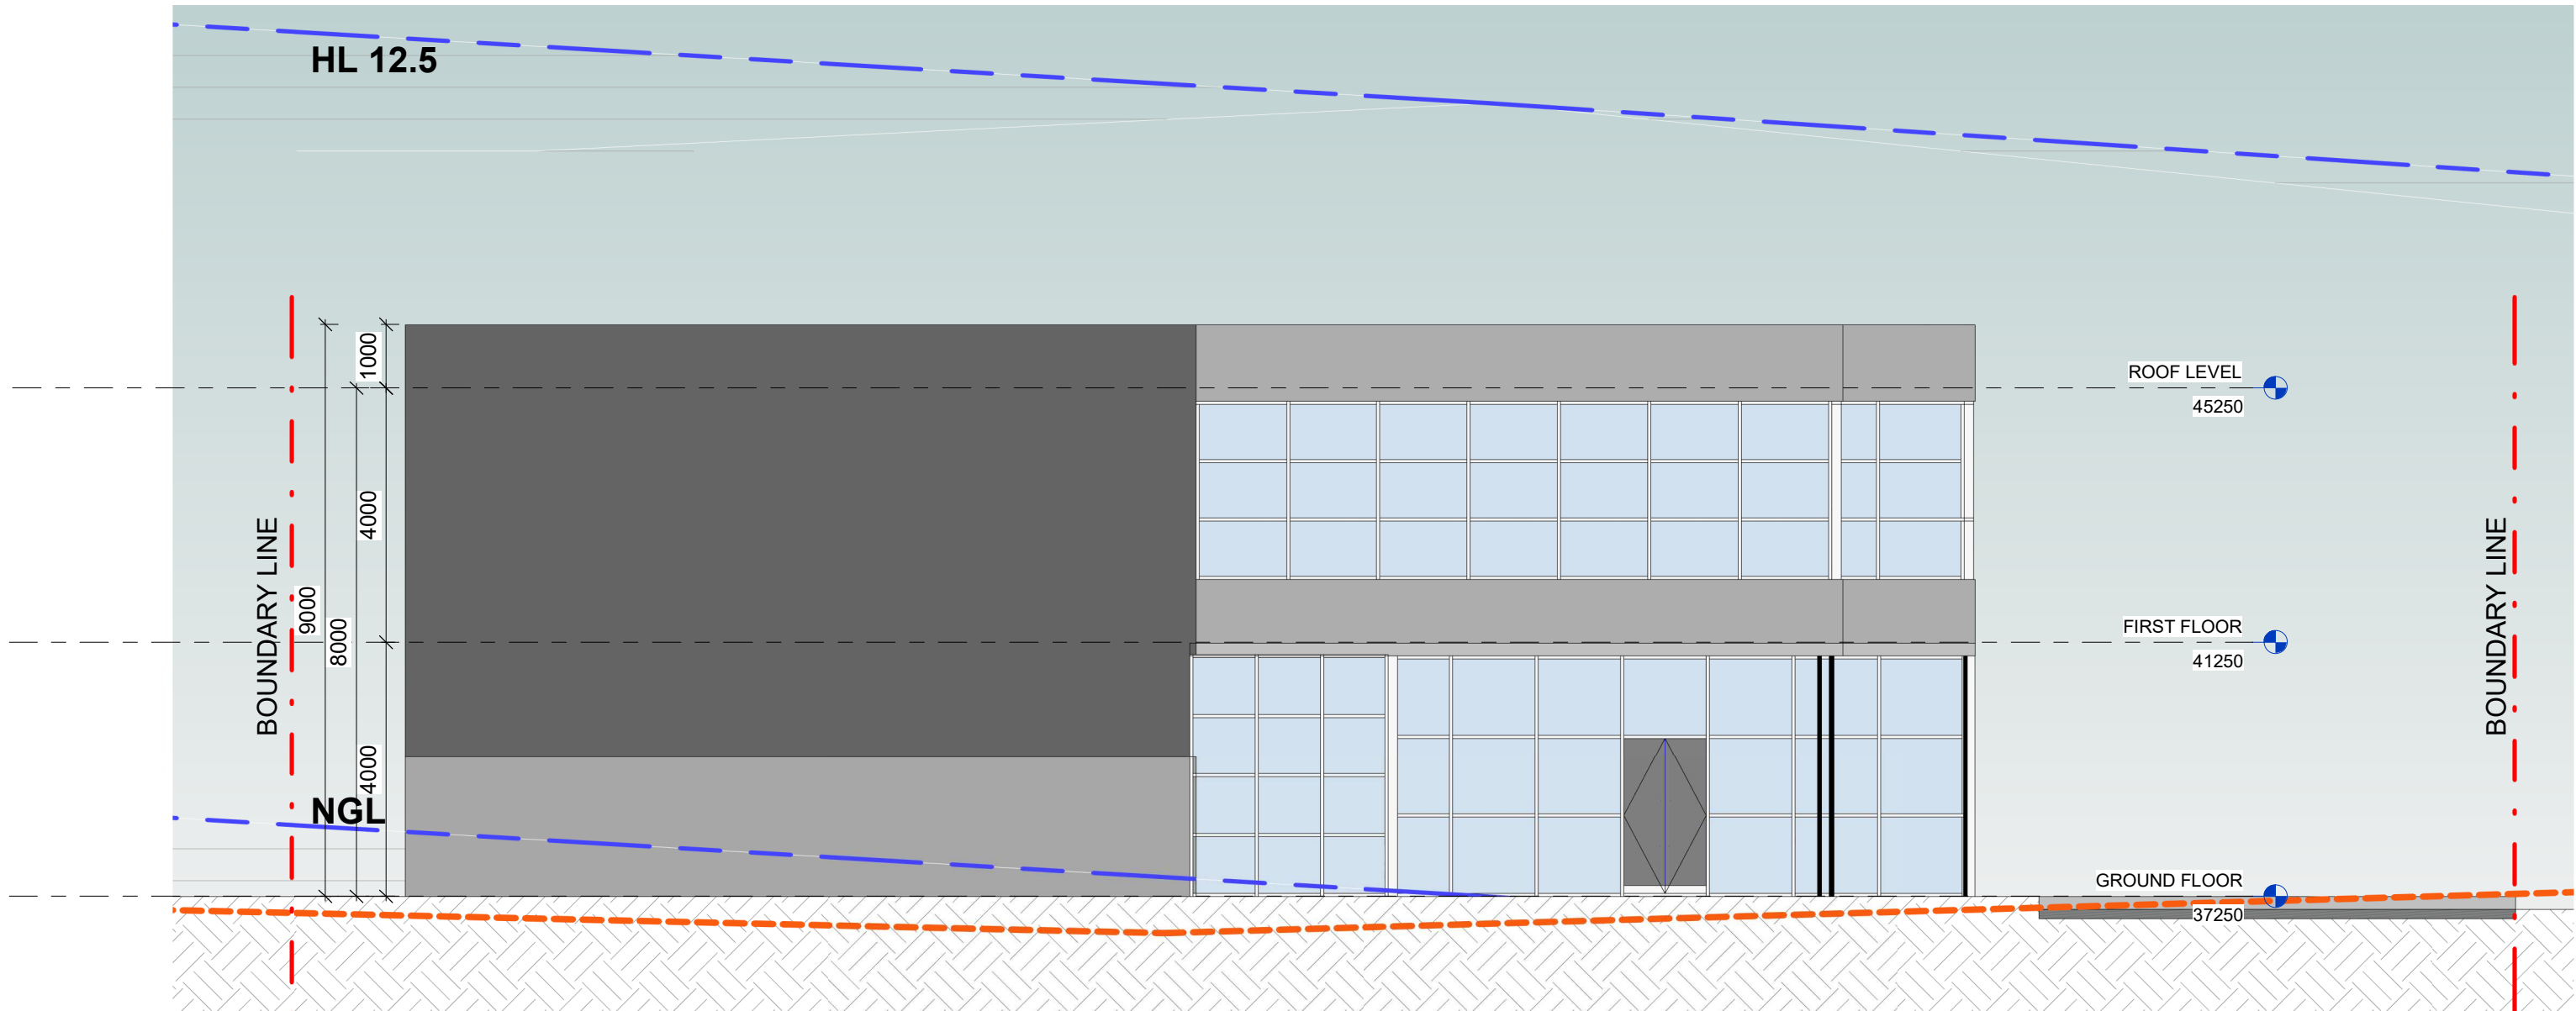 HL 12.5
1000
ROOF LEVEL
45250
4000
BOUNDARY LINE
9000
8000
BOUNDARY LINE
FIRST FLOOR
41250
4000
NGL
GROUND FLOOR
37250